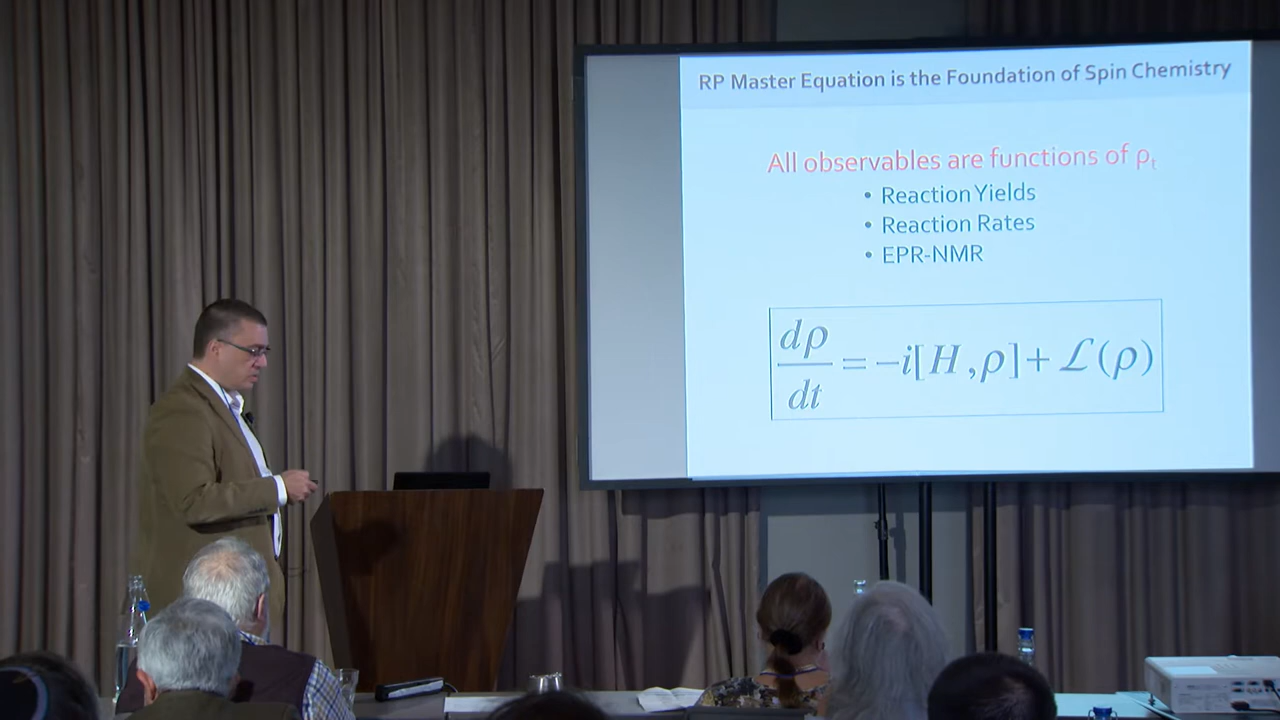 RP Master Equation is the Foundation of Spin Chemistry
All observables are functions of ρₜ
• Reaction Yields
• Reaction Rates
• EPR-NMR
dρ/dt = −i[H,ρ]+ ℒ(ρ)